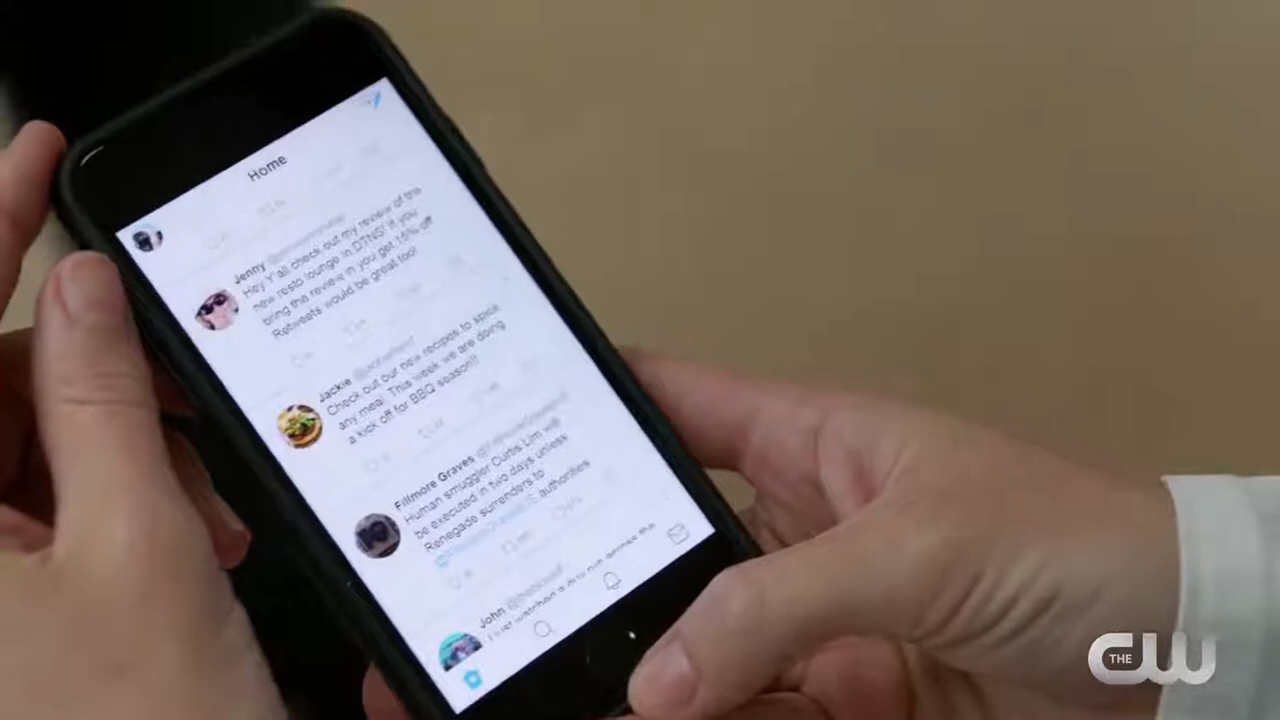 Home
Jenny
Hey Y'all check out my review of the
new resto lounge in DTNS! If you
bring the review in you get 15% off
Retweets would be great too!
Jackie
Check out our new recipes to spice
any meal. This week we are doing
a kick off for BBQ season!!
Fillmore Graves
Human smuggler Curtis Lim will
be executed in two days unless
Renegade surrenders to
authorities
John
I just watched a
THE CW